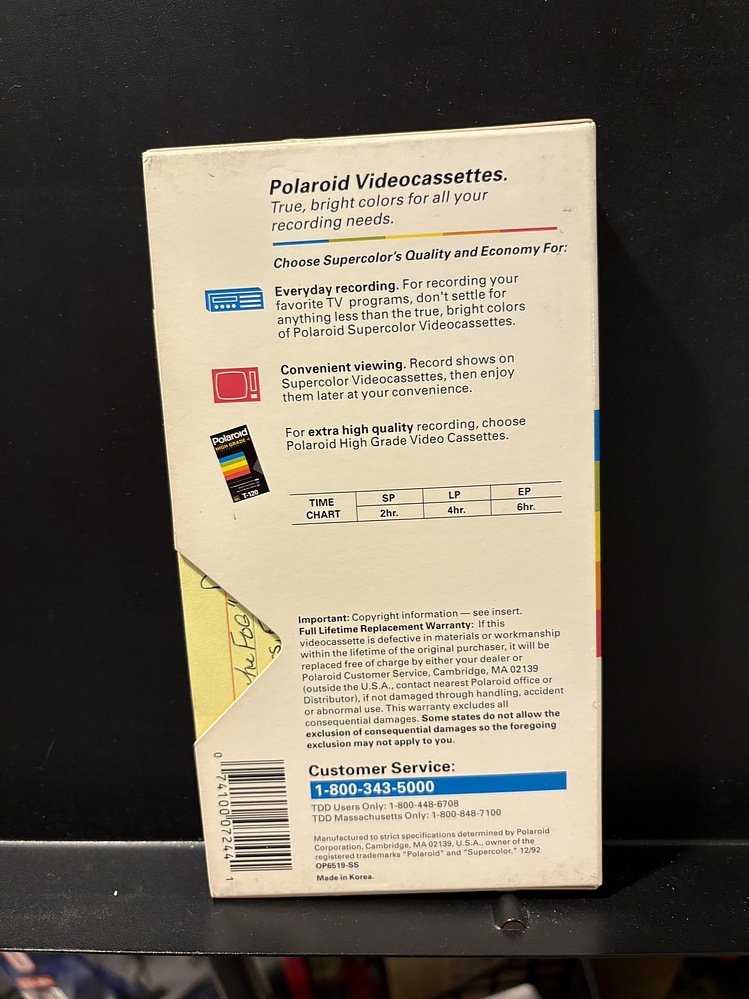 Polaroid Videocassettes.
True, bright colors for all your
recording needs.
Choose Supercolor's Quality and Economy For:
Everyday recording. For recording your
favorite TV programs, don't settle for
anything less than the true, bright colors
of Polaroid Supercolor Videocassettes.
Convenient viewing. Record shows on
Supercolor Videocassettes, then enjoy
them later at your convenience.
Polaroid
HIGH GRADE
T-120
For extra high quality recording, choose
Polaroid High Grade Video Cassettes.
TIME CHART SP LP EP
2hr. 4hr. 6hr.
he FOG"
Important: Copyright information — see insert.
Full Lifetime Replacement Warranty: If this
videocassette is defective in materials or workmanship
within the lifetime of the original purchaser, it will be
replaced free of charge by either your dealer or
Polaroid Customer Service, Cambridge, MA 02139
(outside the U.S.A., contact nearest Polaroid office or
Distributor), if not damaged through handling, accident
or abnormal use. This warranty excludes all
consequential damages. Some states do not allow the
exclusion of consequential damages so the foregoing
exclusion may not apply to you.
0 74100 07244 1
Customer Service:
1-800-343-5000
TDD Users Only: 1-800-448-6708
TDD Massachusetts Only: 1-800-848-7100
Manufactured to strict specifications determined by Polaroid
Corporation, Cambridge, MA 02139, U.S.A., owner of the
registered trademarks "Polaroid" and "Supercolor." 12/92
OP6519-SS
Made in Korea.